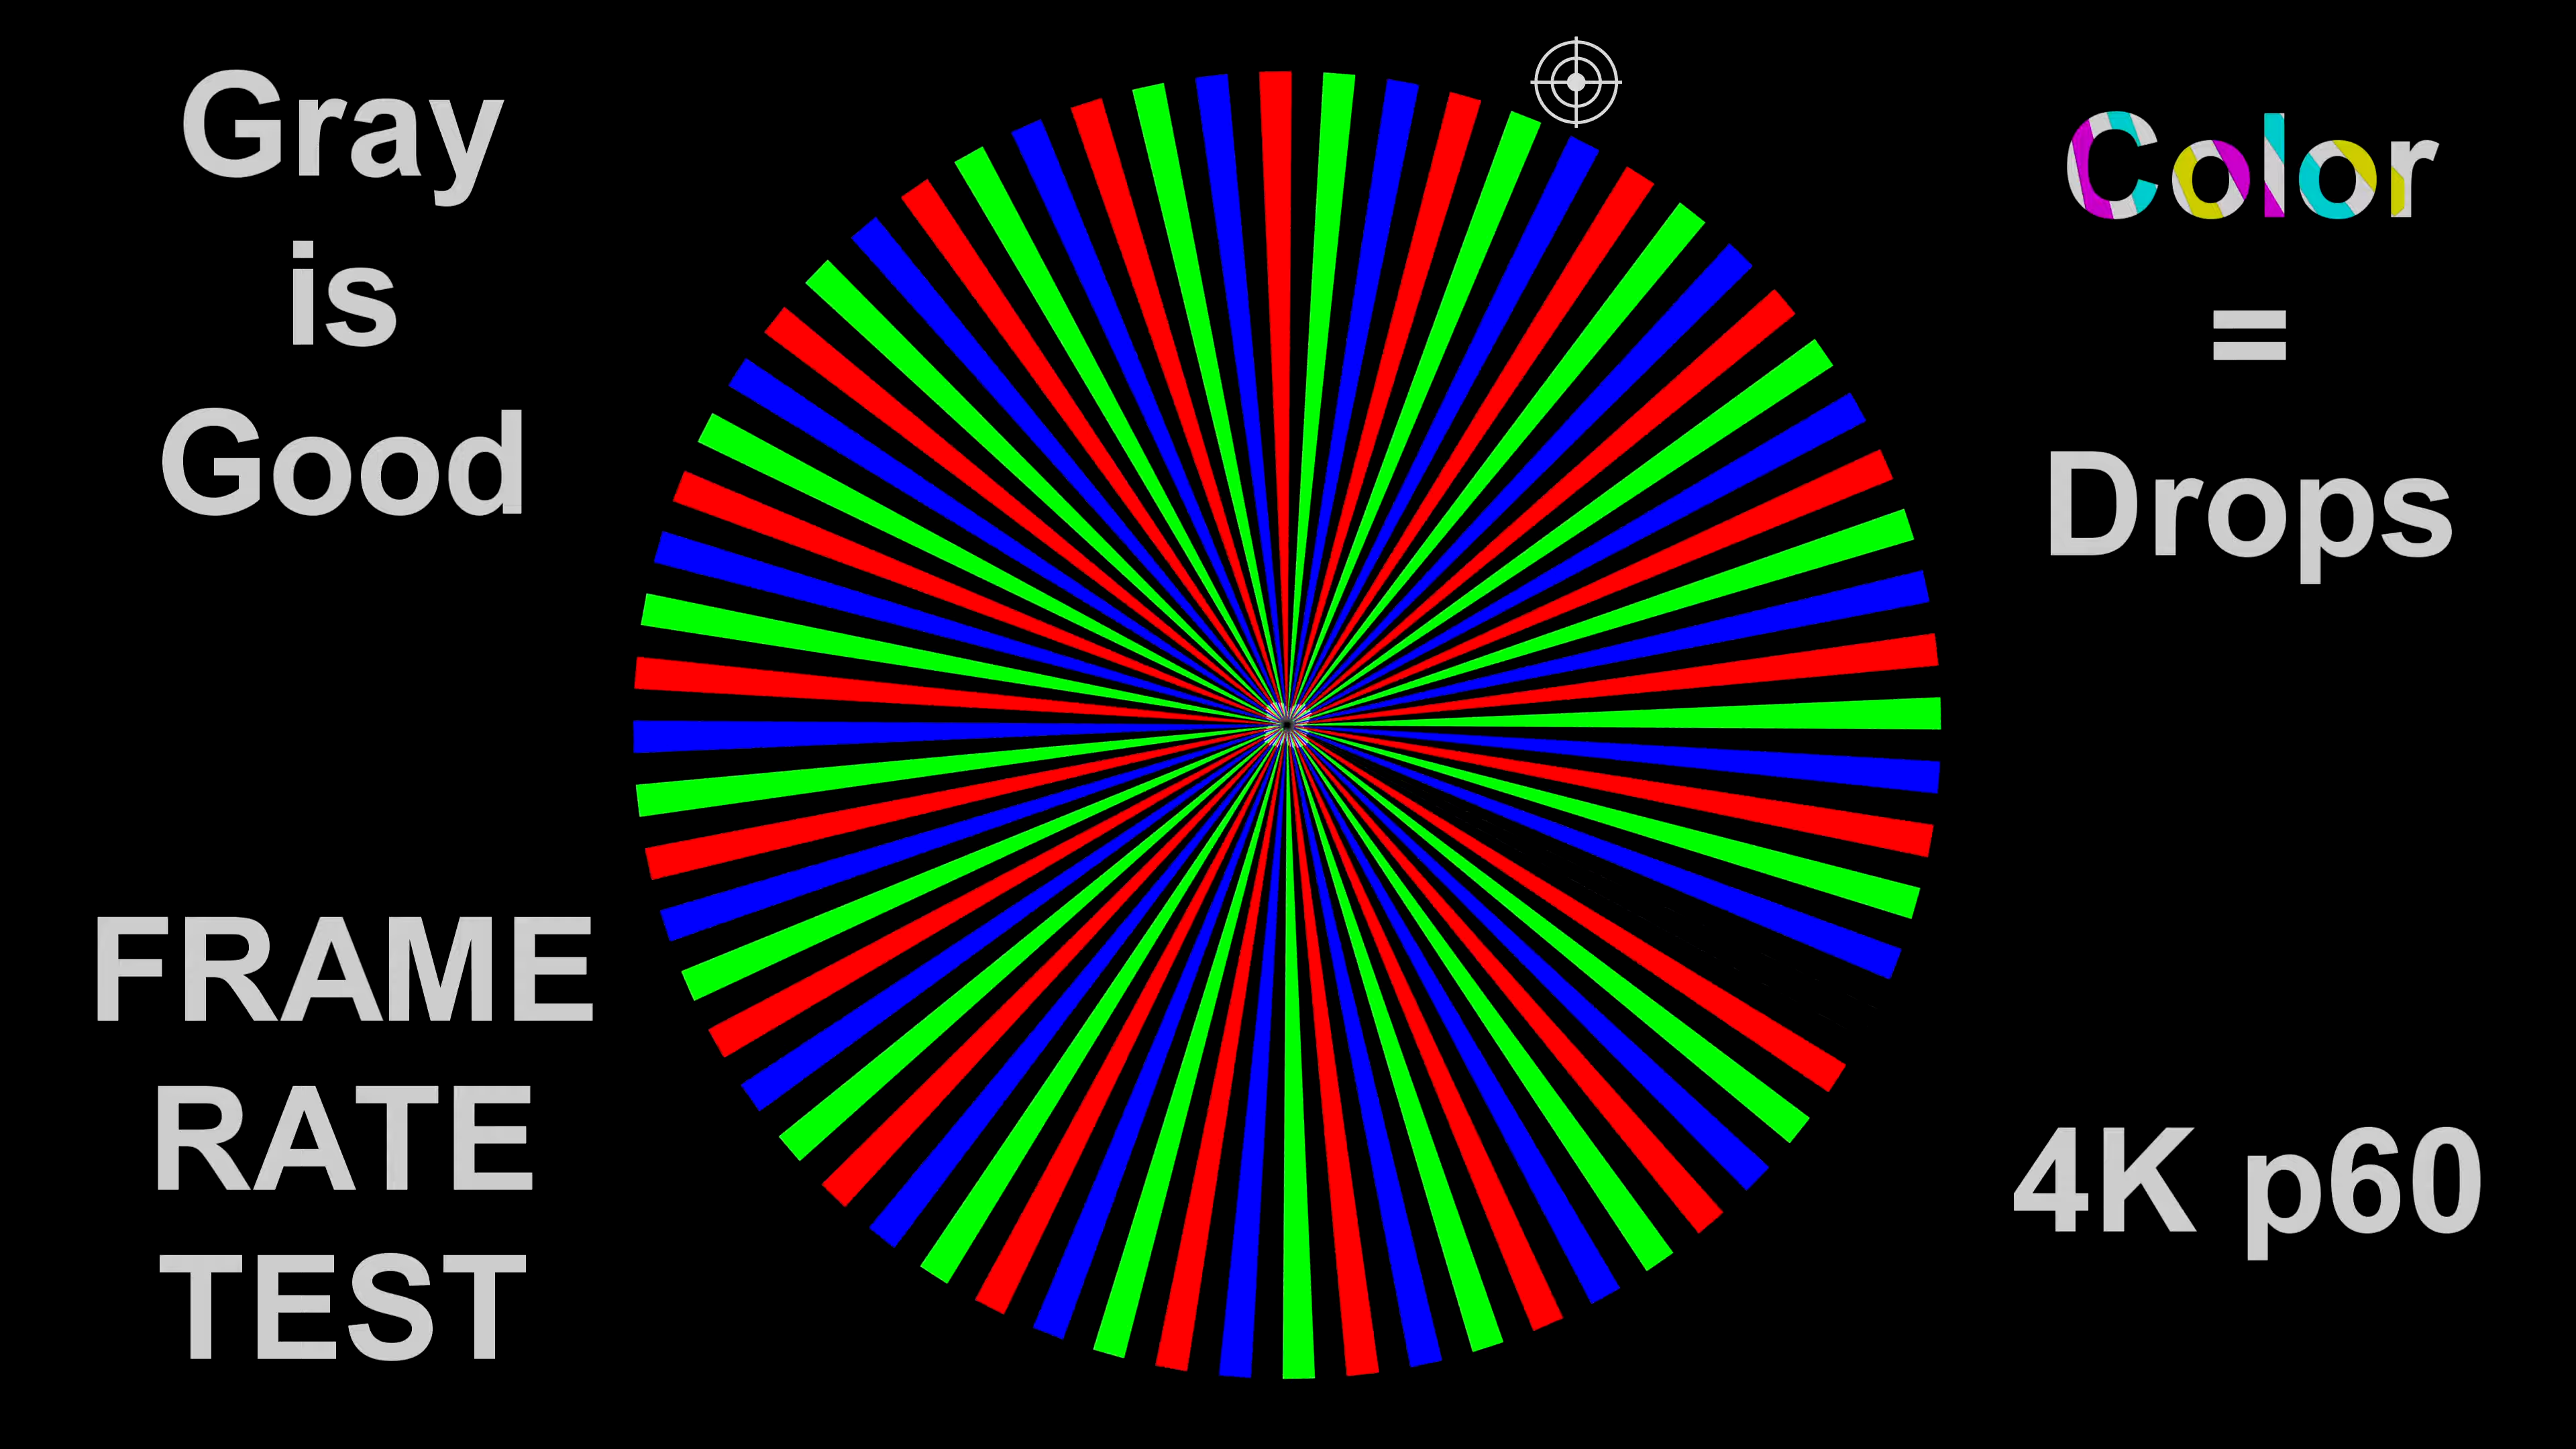 Gray
is
Good
Color
=
Drops
FRAME
RATE
TEST
4K p60